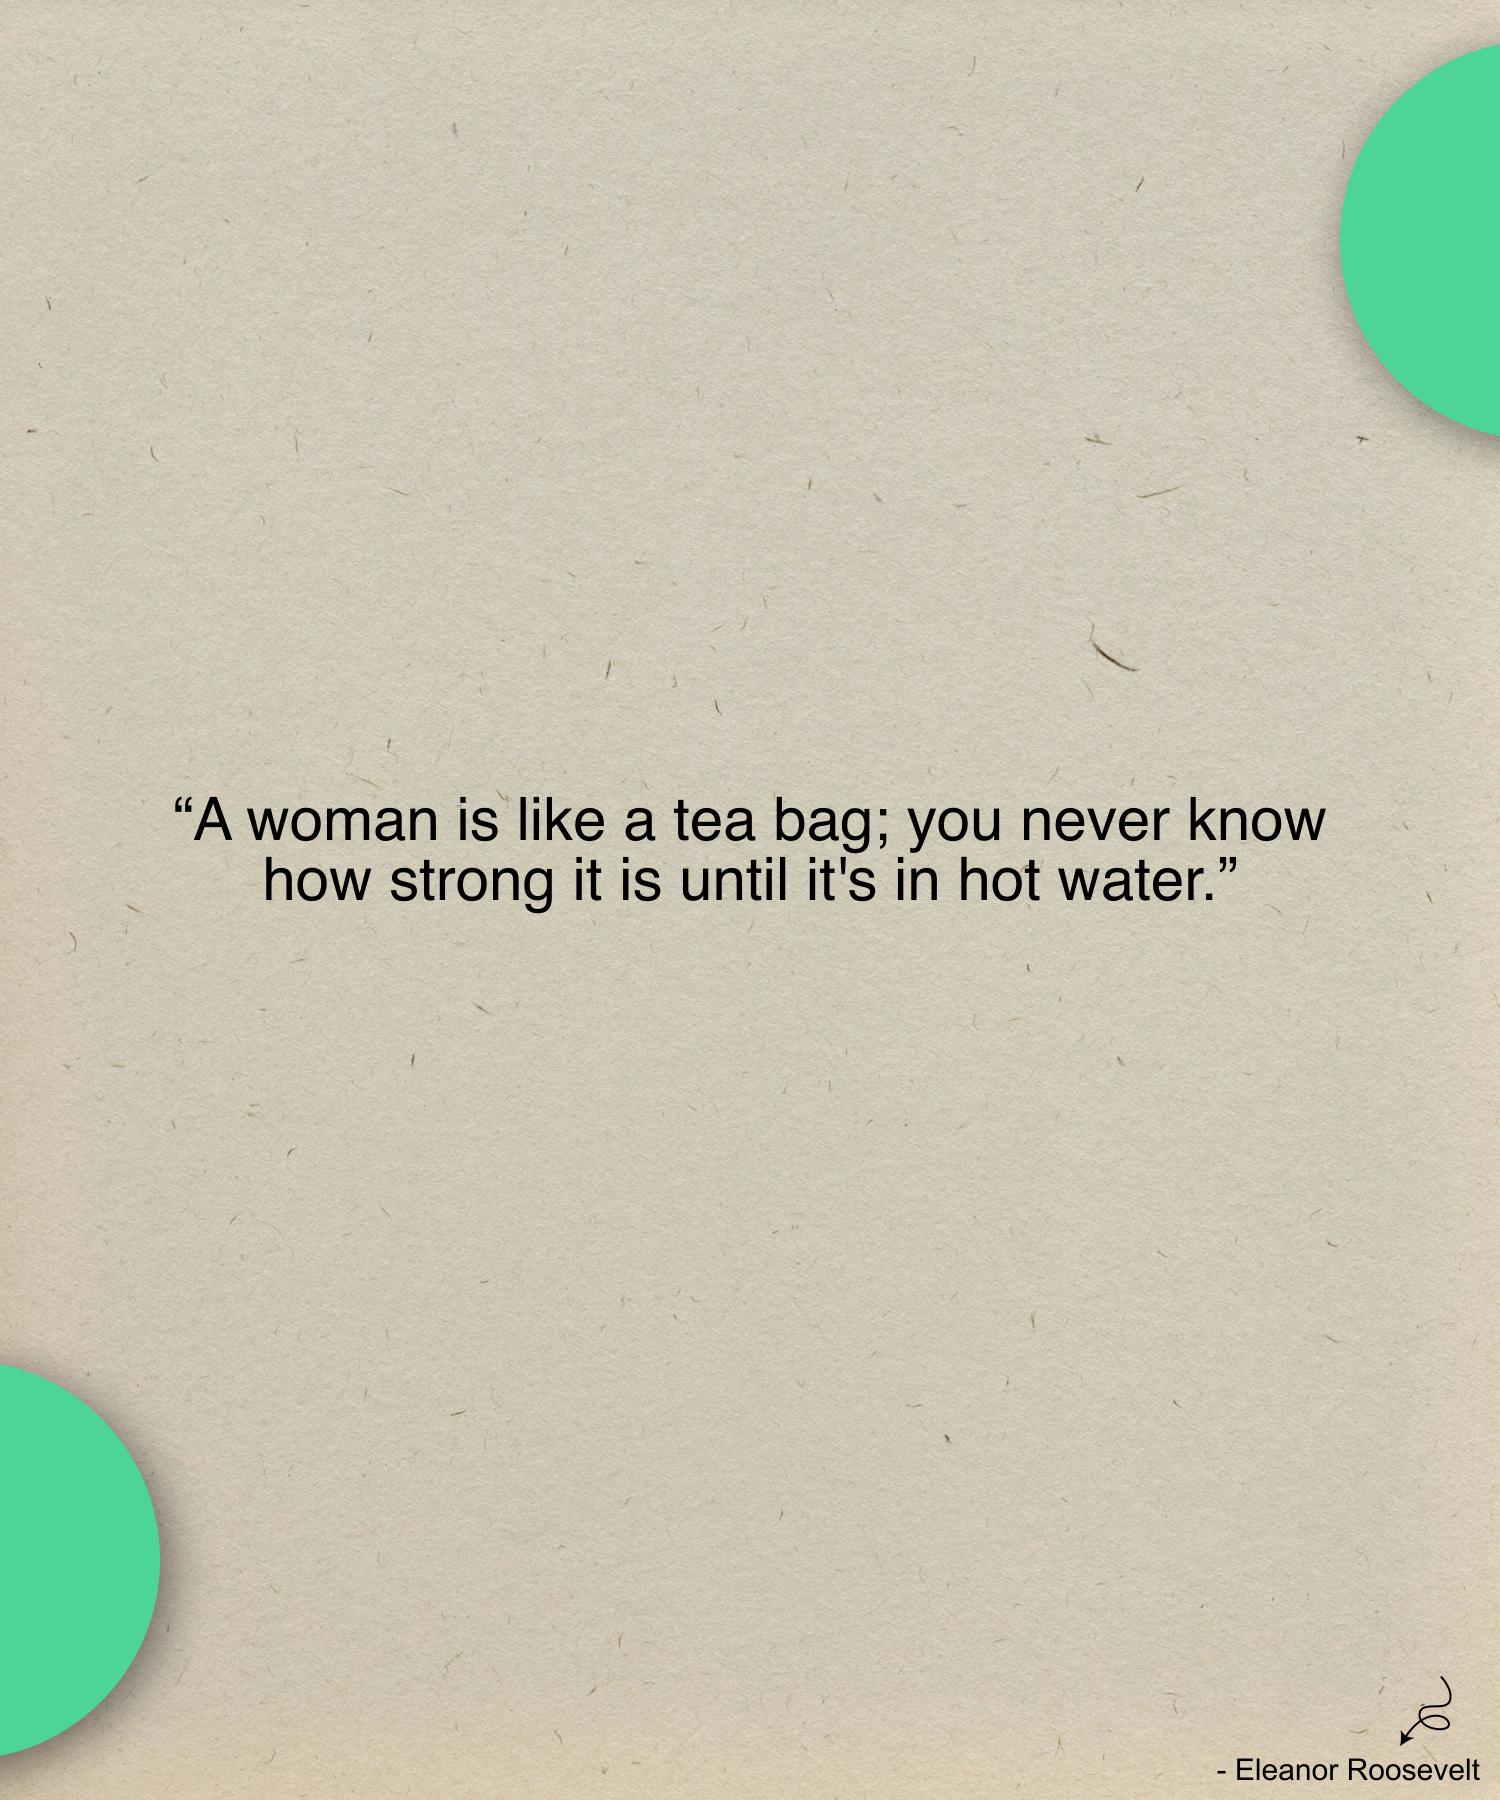 “A woman is like a tea bag; you never know
how strong it is until it's in hot water.”
- Eleanor Roosevelt